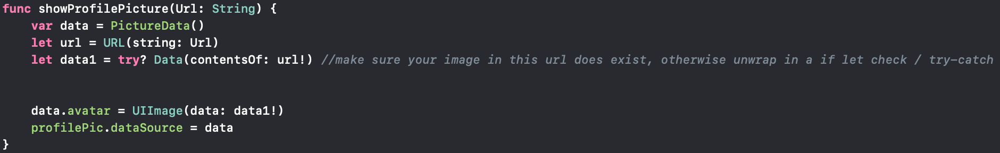 func showProfilePicture(Url: String) {
    var data = PictureData()
    let url = URL(string: Url)
    let data1 = try? Data(contentsOf: url!) //make sure your image in this url does exist, otherwise unwrap in a if let check / try-catch
    data.avatar = UIImage(data: data1!)
    profilePic.dataSource = data
}